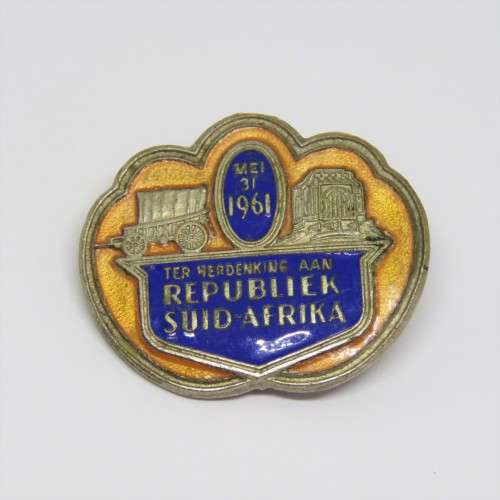 MEI
31
1961
TER HERDENKING AAN
REPUBLIEK
SUID-AFRIKA